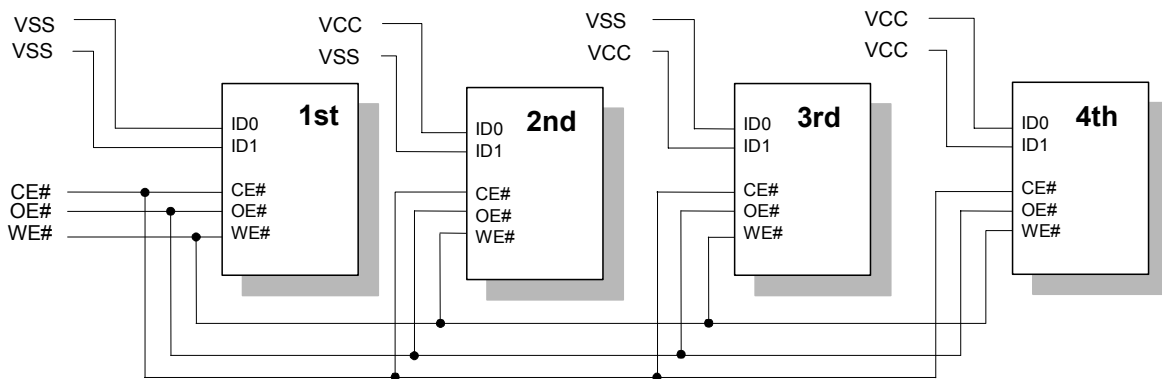 VSS
VSS
1st
ID0
ID1
CE#
OE#
WE#
CE#
OE#
WE#
VCC
VSS
2nd
ID0
ID1
CE#
OE#
WE#
VSS
VCC
3rd
ID0
ID1
CE#
OE#
WE#
VCC
VCC
4th
ID0
ID1
CE#
OE#
WE#